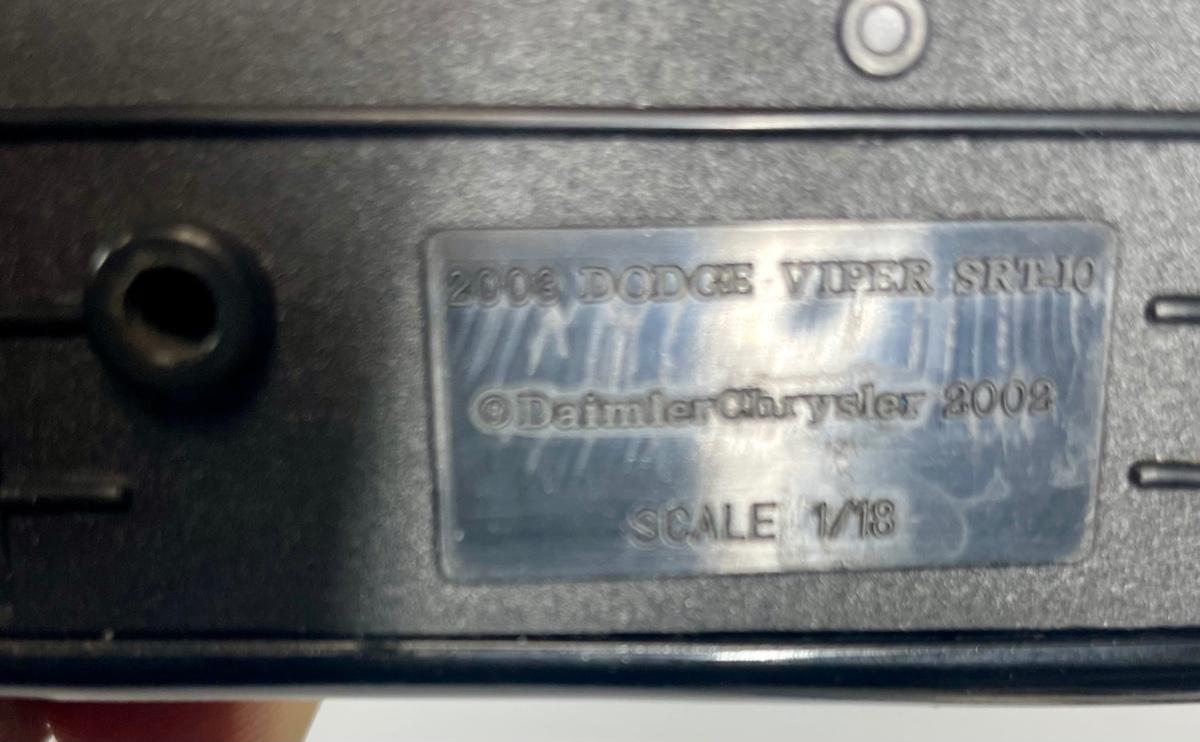 2003 DODGE VIPER SRT-10
©DaimlerChrysler 2002
SCALE 1/18